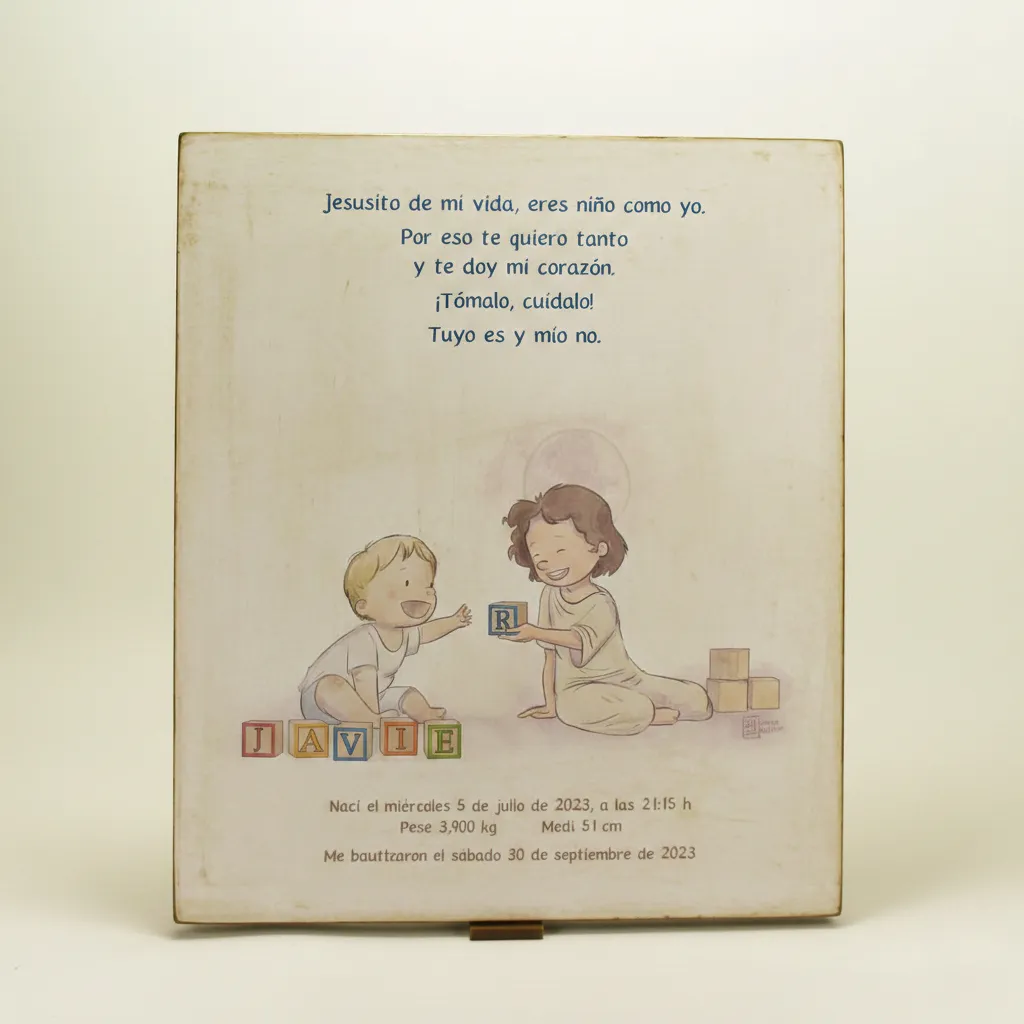 Jesusito de mi vida, eres niño como yo.
Por eso te quiero tanto
y te doy mi corazón.
¡Tómalo, cuídalo!
Tuyo es y mío no.
R
JAVIE
Nací el miércoles 5 de julio de 2023, a las 21:15 h
Pese 3,900 kg Medi 51 cm
Me bautizaron el sábado 30 de septiembre de 2023